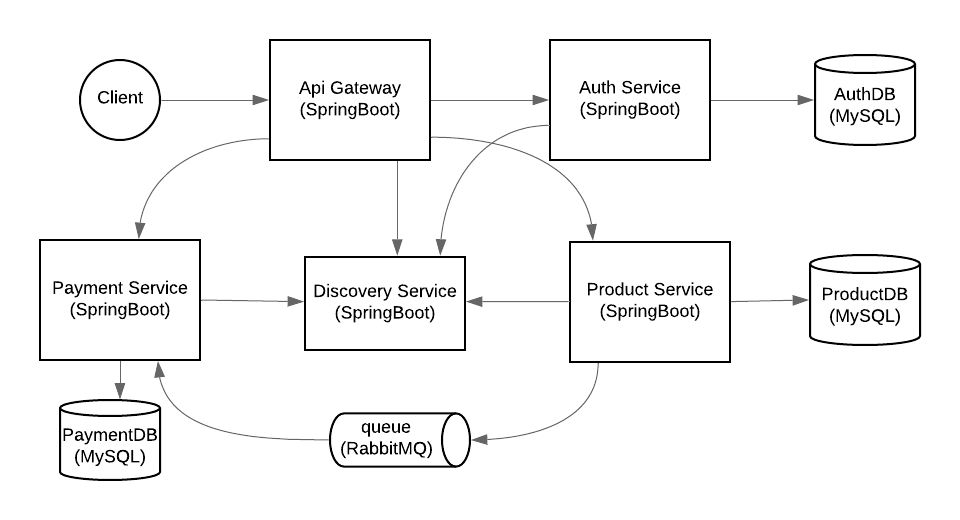 Client
Api Gateway
(SpringBoot)
Auth Service
(SpringBoot)
AuthDB
(MySQL)
Payment Service
(SpringBoot)
Discovery Service
(SpringBoot)
Product Service
(SpringBoot)
ProductDB
(MySQL)
PaymentDB
(MySQL)
queue
(RabbitMQ)